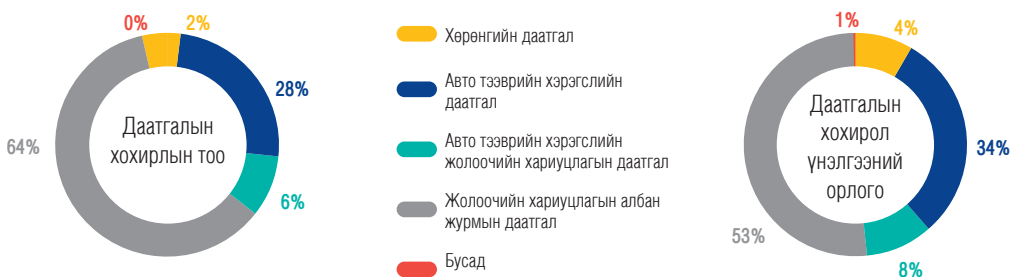 0%
2%
28%
6%
64%
Даатгалын
хохирлын тоо
Хөрөнгийн даатгал
Авто тээврийн хэрэгслийн
даатгал
Авто тээврийн хэрэгслийн
жолоочийн хариуцлагын даатгал
Жолоочийн хариуцлагын албан
журмын даатгал
Бусад
1%
4%
34%
8%
53%
Даатгалын
хохирол
үнэлгээний
орлого